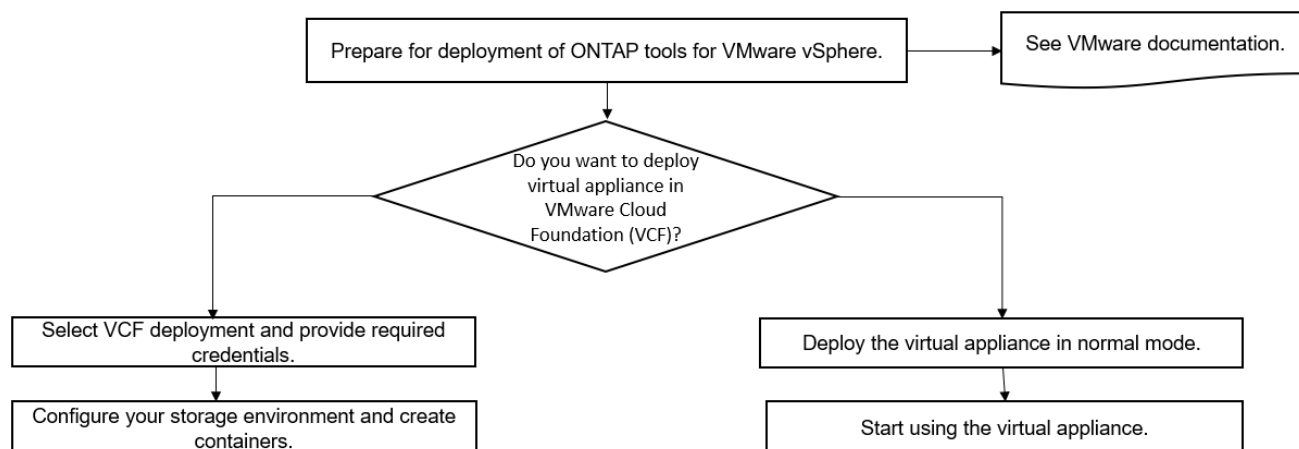 Prepare for deployment of ONTAP tools for VMware vSphere.
See VMware documentation.
Do you want to deploy
virtual appliance in
VMware Cloud
Foundation (VCF)?
Select VCF deployment and provide required
credentials.
Deploy the virtual appliance in normal mode.
Configure your storage environment and create
containers.
Start using the virtual appliance.